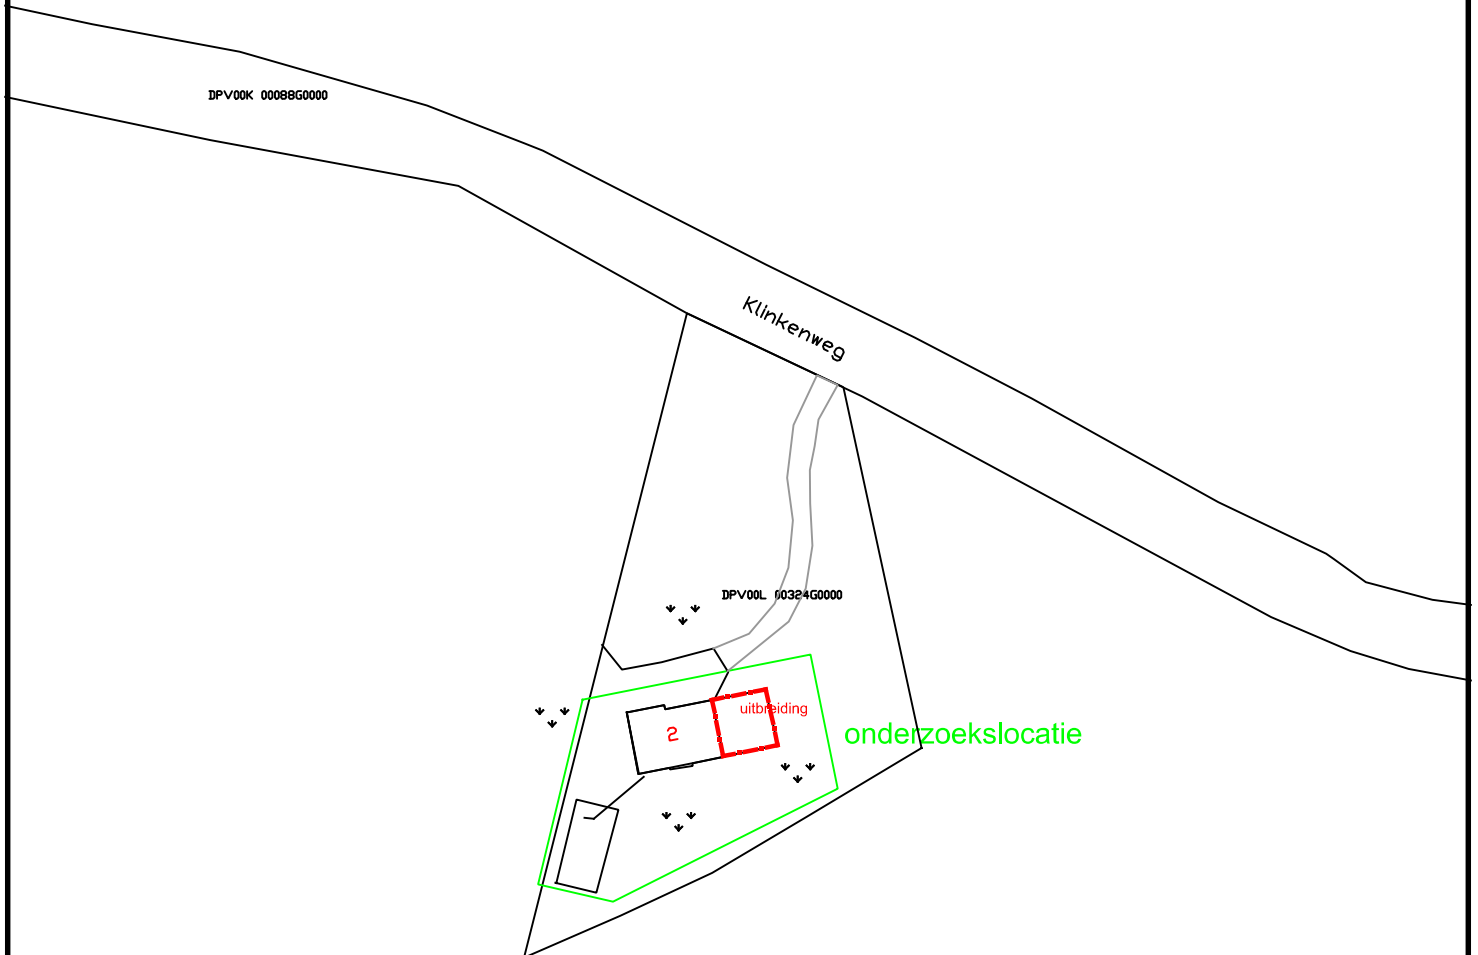 DPV00K 00088G0000
Klinkenweg
DPV00L 00324G0000
uitbreiding
2
onderzoekslocatie